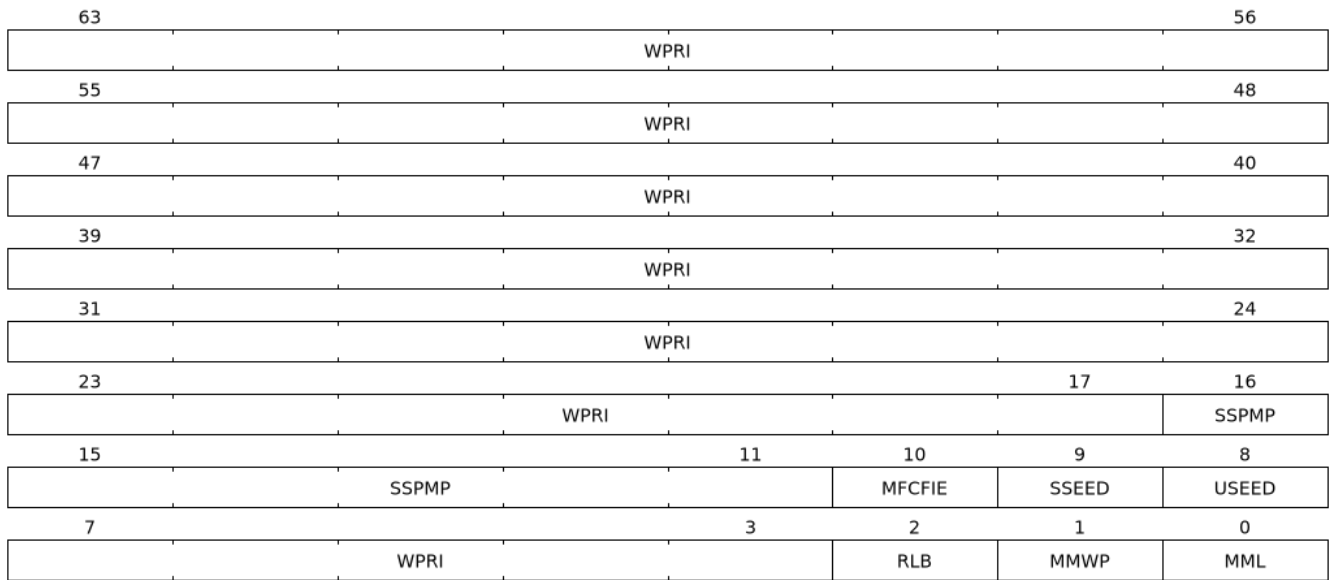 63 56
WPRI
55 48
WPRI
47 40
WPRI
39 32
WPRI
31 24
WPRI
23 17 16
WPRI SSPMP
15 11 10 9 8
SSPMP MFCFIE SSEED USEED
7 3 2 1 0
WPRI RLB MMWP MML